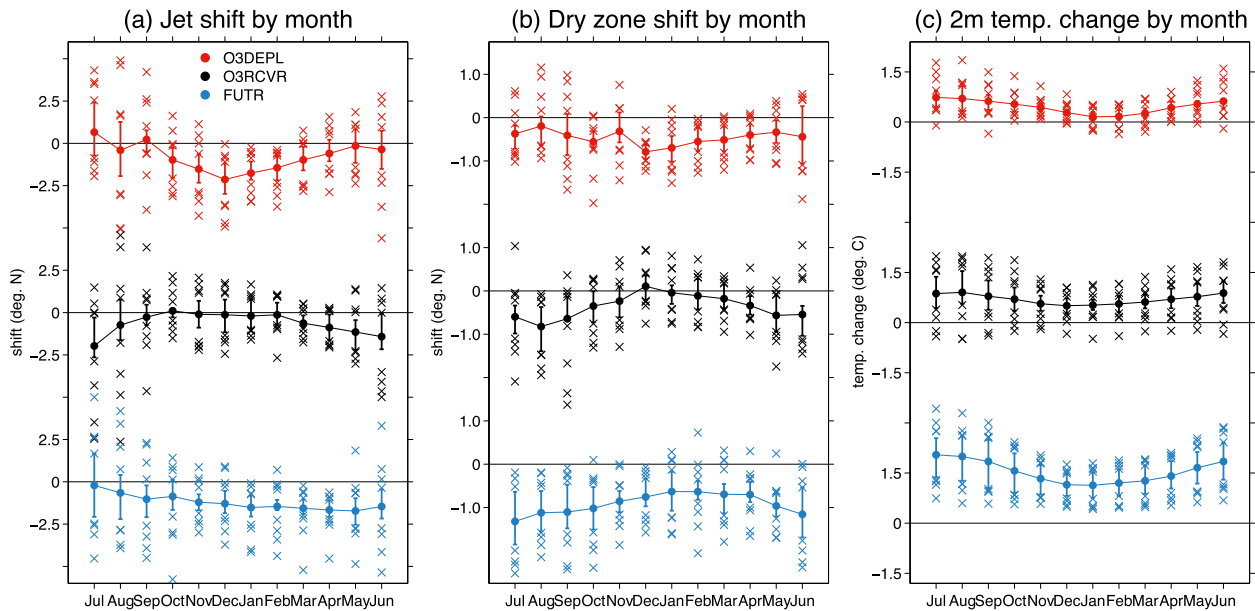 (a) Jet shift by month
(b) Dry zone shift by month
(c) 2m temp. change by month
O3DEPL
O3RCVR
FUTR
shift (deg. N)
2.5
0
−2.5
2.5
0
−2.5
2.5
0
−2.5
Jul Aug Sep Oct Nov Dec Jan Feb Mar Apr May Jun
shift (deg. N)
1.0
0
−1.0
1.0
0
−1.0
1.0
0
−1.0
Jul Aug Sep Oct Nov Dec Jan Feb Mar Apr May Jun
temp. change (deg. C)
1.5
0
−1.5
1.5
0
−1.5
1.5
0
−1.5
Jul Aug Sep Oct Nov Dec Jan Feb Mar Apr May Jun